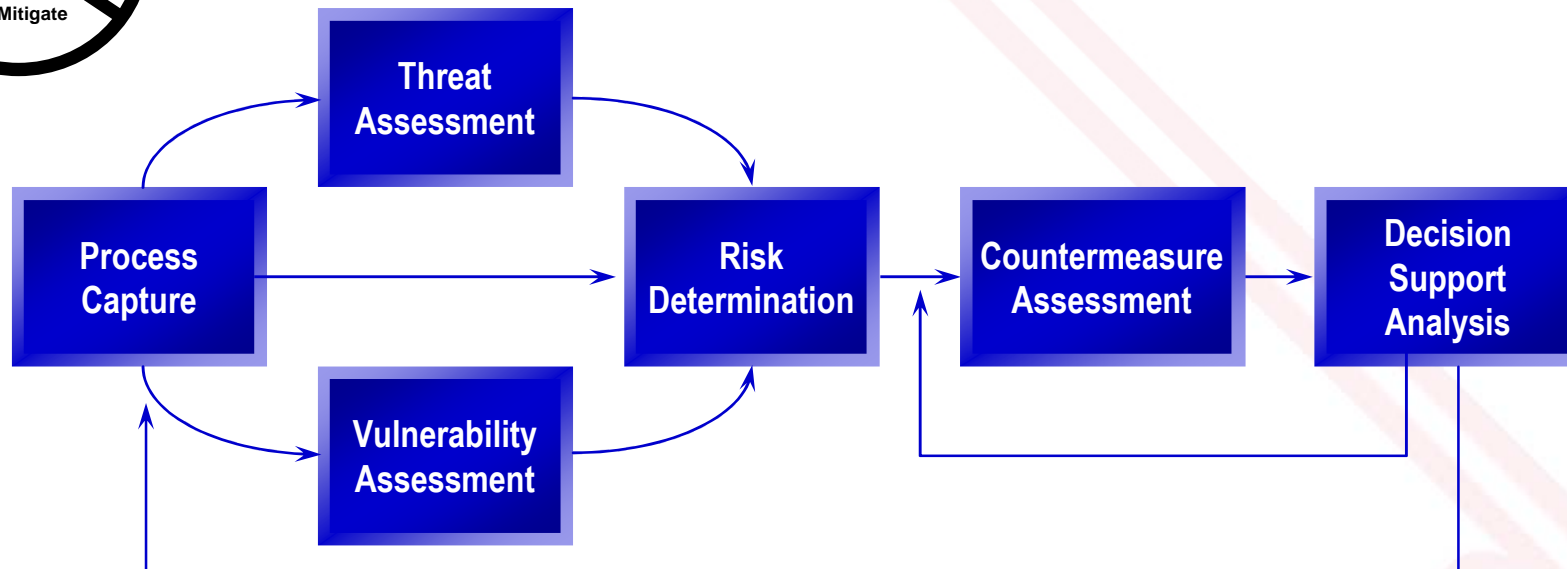 Mitigate
Threat
Assessment
Process
Capture
Risk
Determination
Countermeasure
Assessment
Decision
Support
Analysis
Vulnerability
Assessment